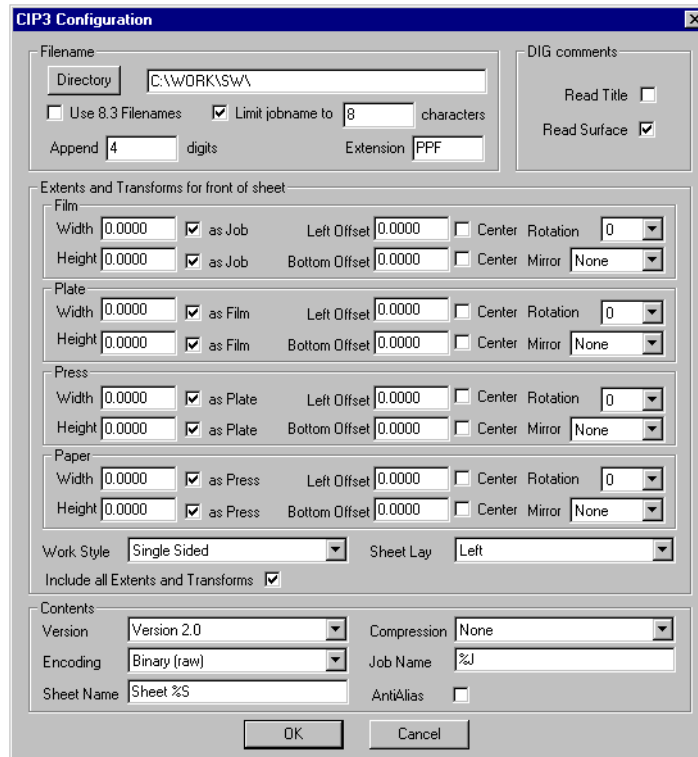 CIP3 Configuration
Filename
Directory C:\WORK\SW\
Use 8.3 Filenames Limit jobname to 8 characters
Append 4 digits Extension PPF
DIG comments
Read Title
Read Surface
Extents and Transforms for front of sheet
Film
Width 0.0000 as Job Left Offset 0.0000 Center Rotation 0
Height 0.0000 as Job Bottom Offset 0.0000 Center Mirror None
Plate
Width 0.0000 as Film Left Offset 0.0000 Center Rotation 0
Height 0.0000 as Film Bottom Offset 0.0000 Center Mirror None
Press
Width 0.0000 as Plate Left Offset 0.0000 Center Rotation 0
Height 0.0000 as Plate Bottom Offset 0.0000 Center Mirror None
Paper
Width 0.0000 as Press Left Offset 0.0000 Center Rotation 0
Height 0.0000 as Press Bottom Offset 0.0000 Center Mirror None
Work Style Single Sided Sheet Lay Left
Include all Extents and Transforms
Contents
Version Version 2.0 Compression None
Encoding Binary (raw) Job Name %J
Sheet Name Sheet %S AntiAlias
OK Cancel